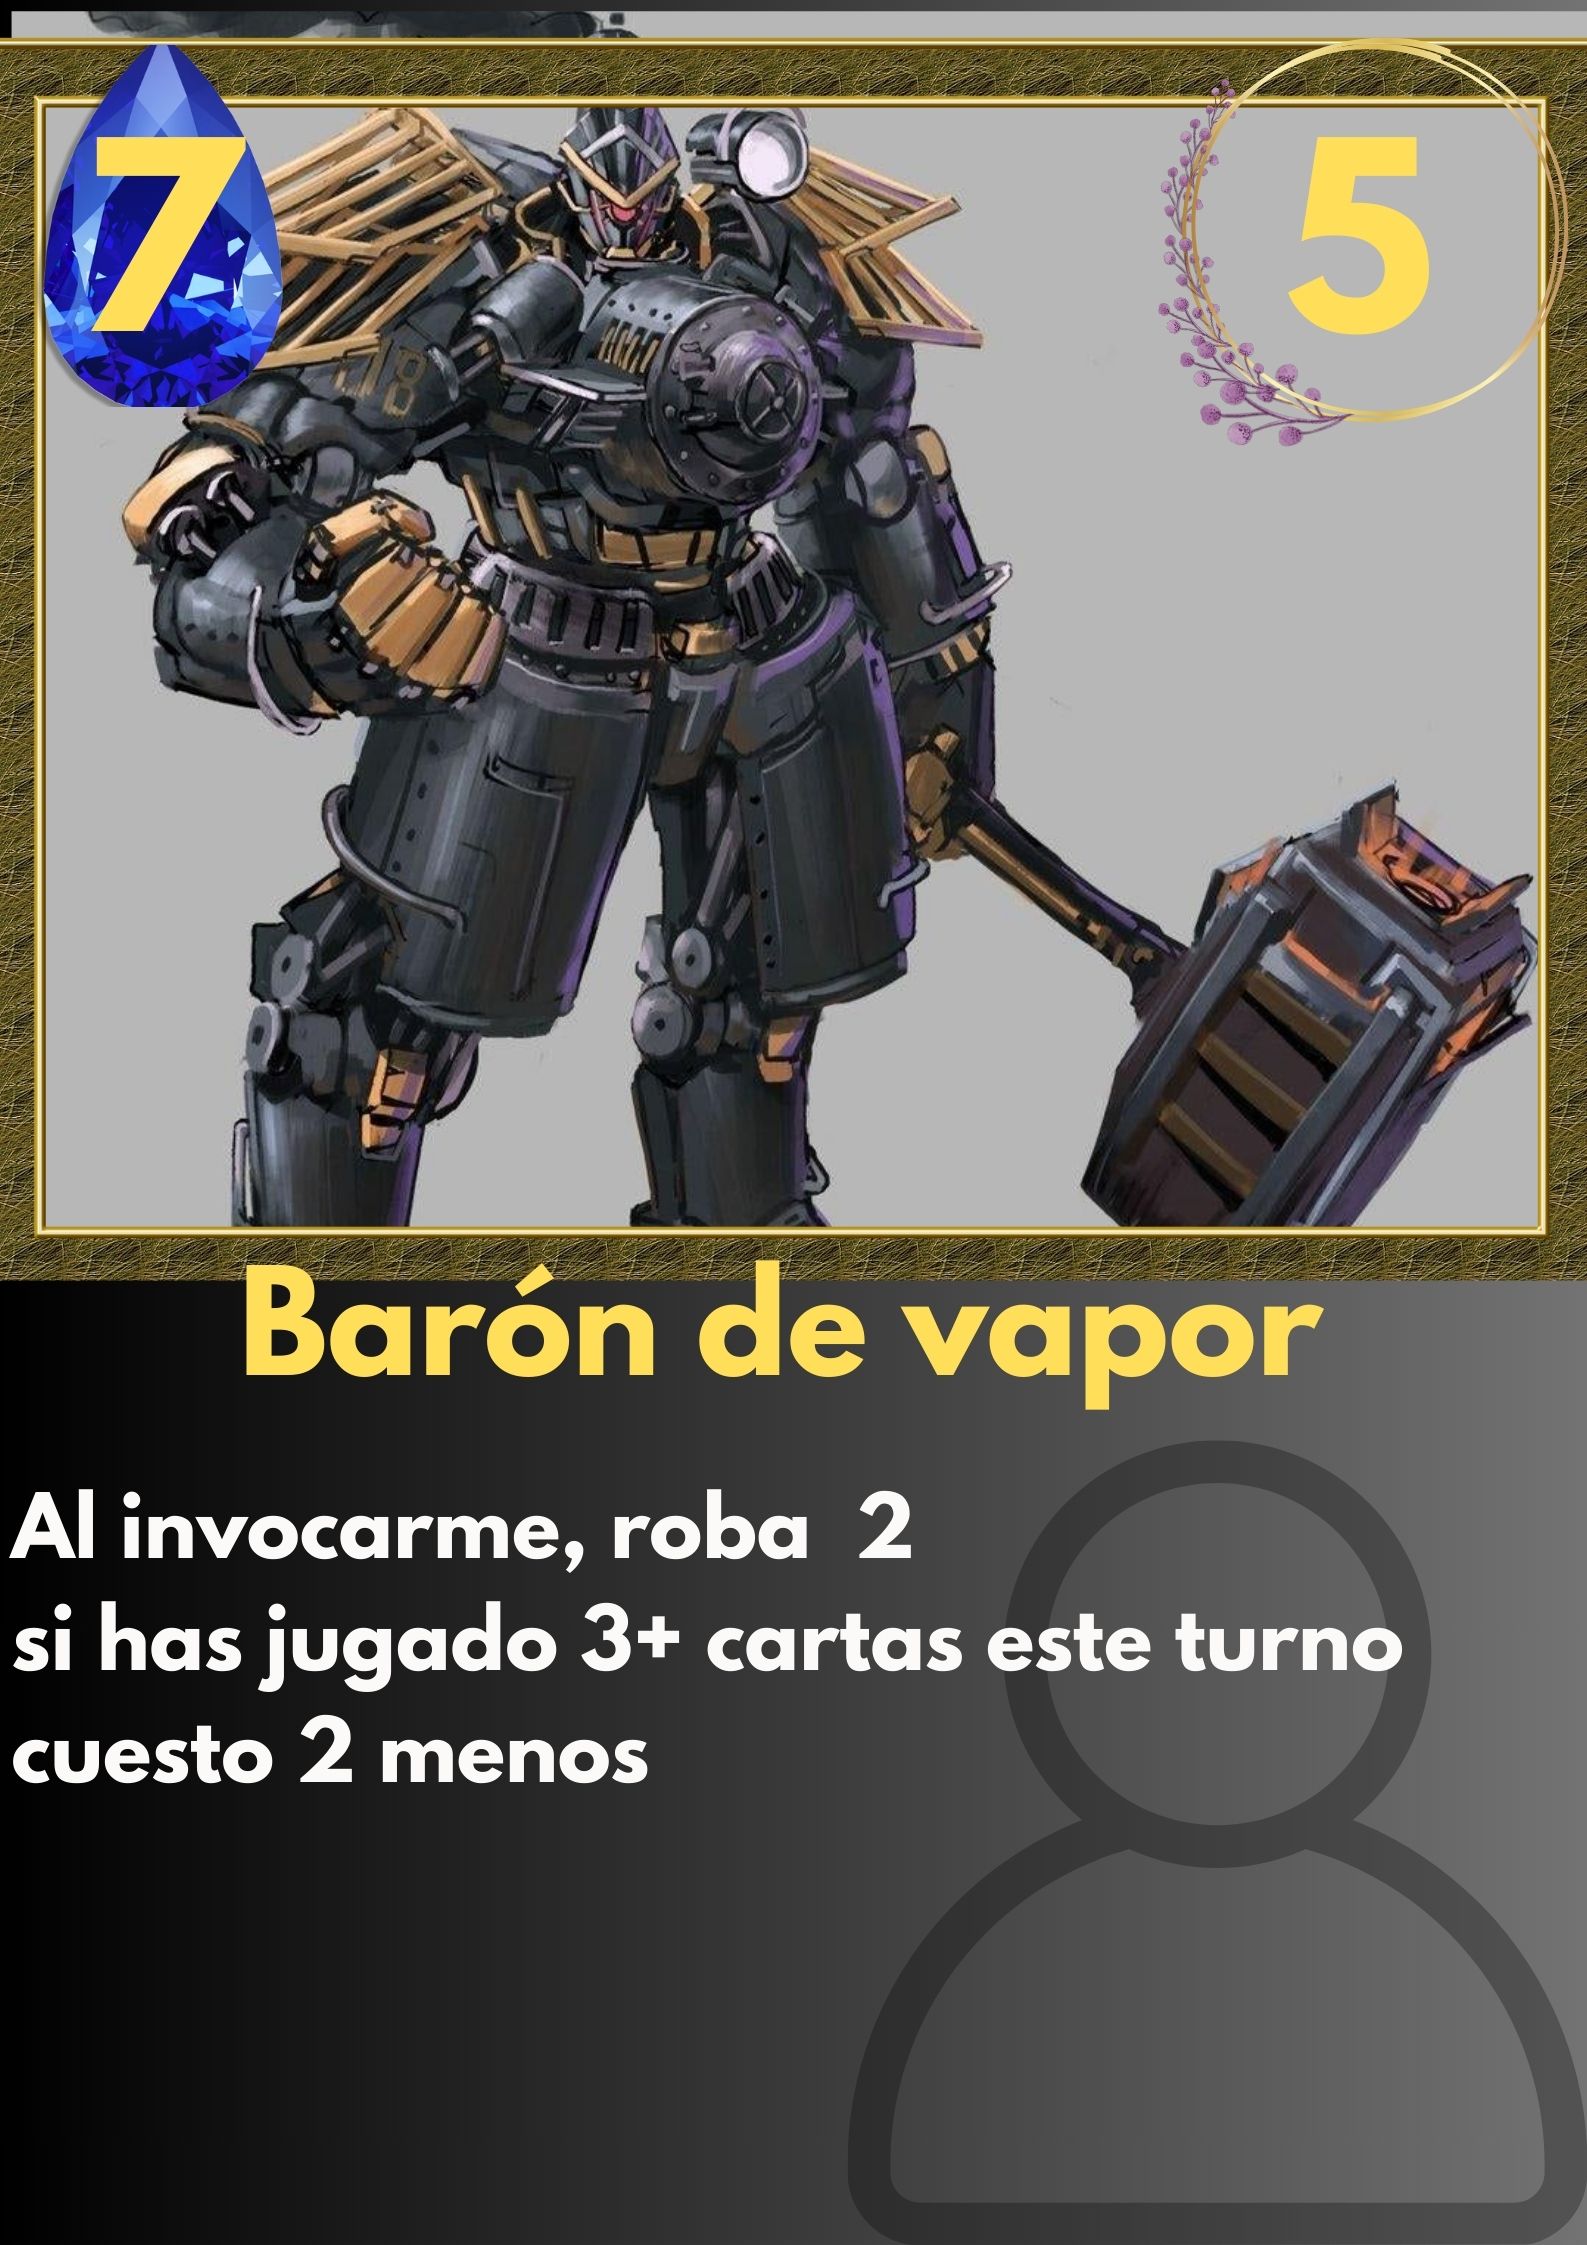 7
5
Barón de vapor
Al invocarme, roba 2
si has jugado 3+ cartas este turno
cuesto 2 menos